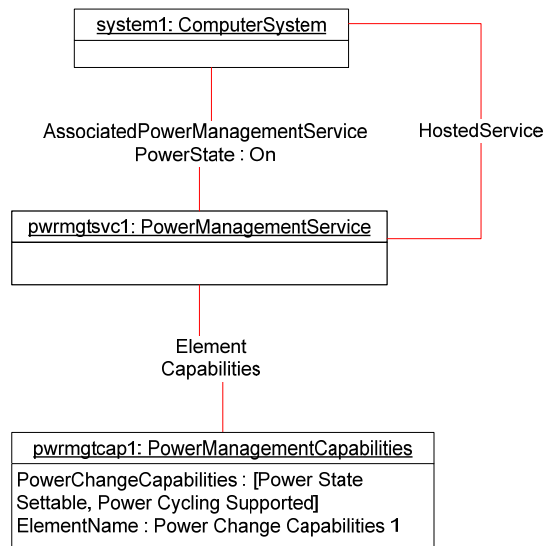 system1: ComputerSystem
AssociatedPowerManagementService
PowerState : On
HostedService
pwrmgtsvc1: PowerManagementService
Element
Capabilities
pwrmgtcap1: PowerManagementCapabilities
PowerChangeCapabilities : [Power State
Settable, Power Cycling Supported]
ElementName : Power Change Capabilities 1